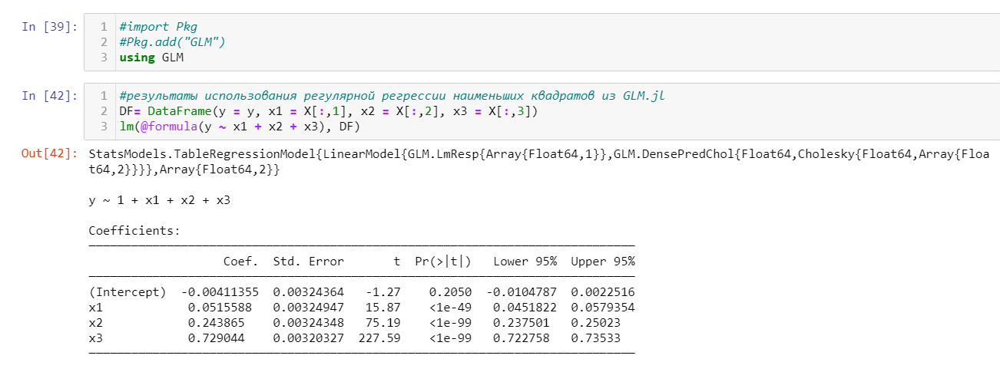 In [39]:
1 #import Pkg
2 #Pkg.add("GLM")
3 using GLM
In [42]:
1 #результаты использования регулярной регрессии наименьших квадратов из GLM.jl
2 DF= DataFrame(y = y, x1 = X[:,1], x2 = X[:,2], x3 = X[:,3])
3 lm(@formula(y ~ x1 + x2 + x3), DF)
Out[42]: StatsModels.TableRegressionModel{LinearModel{GLM.LmResp{Array{Float64,1}},GLM.DensePredChol{Float64,Cholesky{Float64,Array{Floa
t64,2}}}},Array{Float64,2}}
y ~ 1 + x1 + x2 + x3
Coefficients:
Coef. Std. Error t Pr(>|t|) Lower 95% Upper 95%
(Intercept) -0.00411355 0.00324364 -1.27 0.2050 -0.0104787 0.0022516
x1 0.0515588 0.00324947 15.87 <1e-49 0.0451822 0.0579354
x2 0.243865 0.00324348 75.19 <1e-99 0.237501 0.25023
x3 0.729044 0.00320327 227.59 <1e-99 0.722758 0.73533